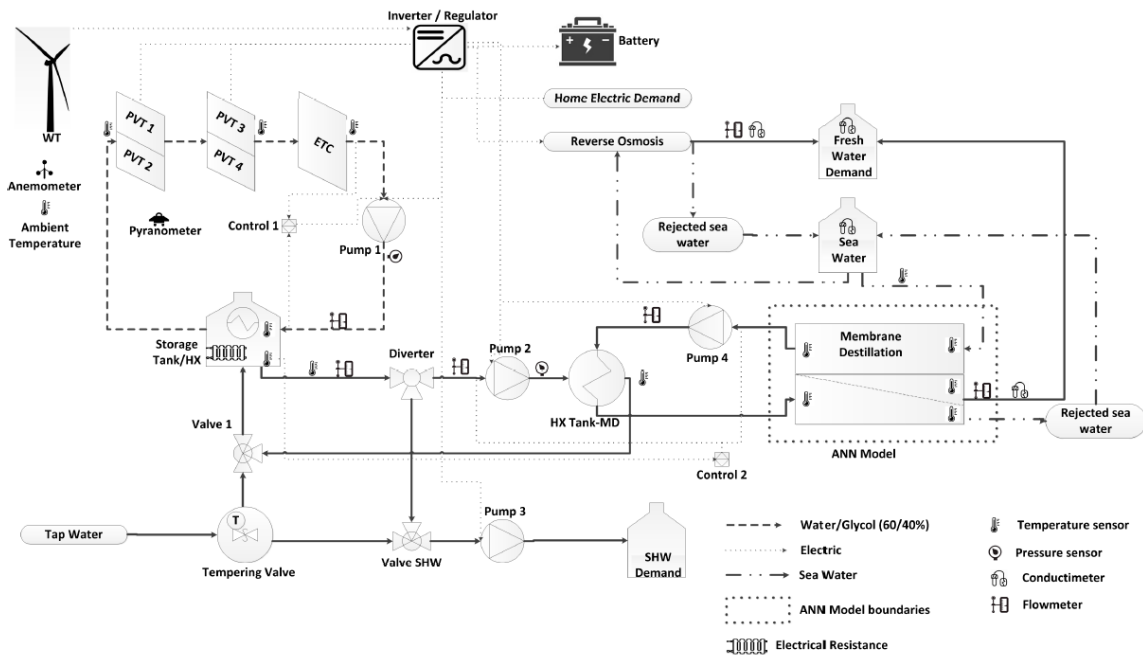 Inverter / Regulator
Battery
WT
PVT 1
PVT 2
PVT 3
PVT 4
ETC
Home Electric Demand
Reverse Osmosis
Fresh
Water
Demand
Anemometer
Ambient
Temperature
Pyranometer
Control 1
Pump 1
Rejected sea
water
Sea
Water
Storage
Tank/HX
Diverter
Pump 2
Pump 4
Membrane
Destillation
HX Tank-MD
Rejected sea
water
ANN Model
Valve 1
Control 2
Tap Water
T
S
Tempering Valve
Valve SHW
Pump 3
SHW
Demand
Water/Glycol (60/40%)
Electric
Sea Water
ANN Model boundaries
Electrical Resistance
Temperature sensor
Pressure sensor
Conductimeter
Flowmeter